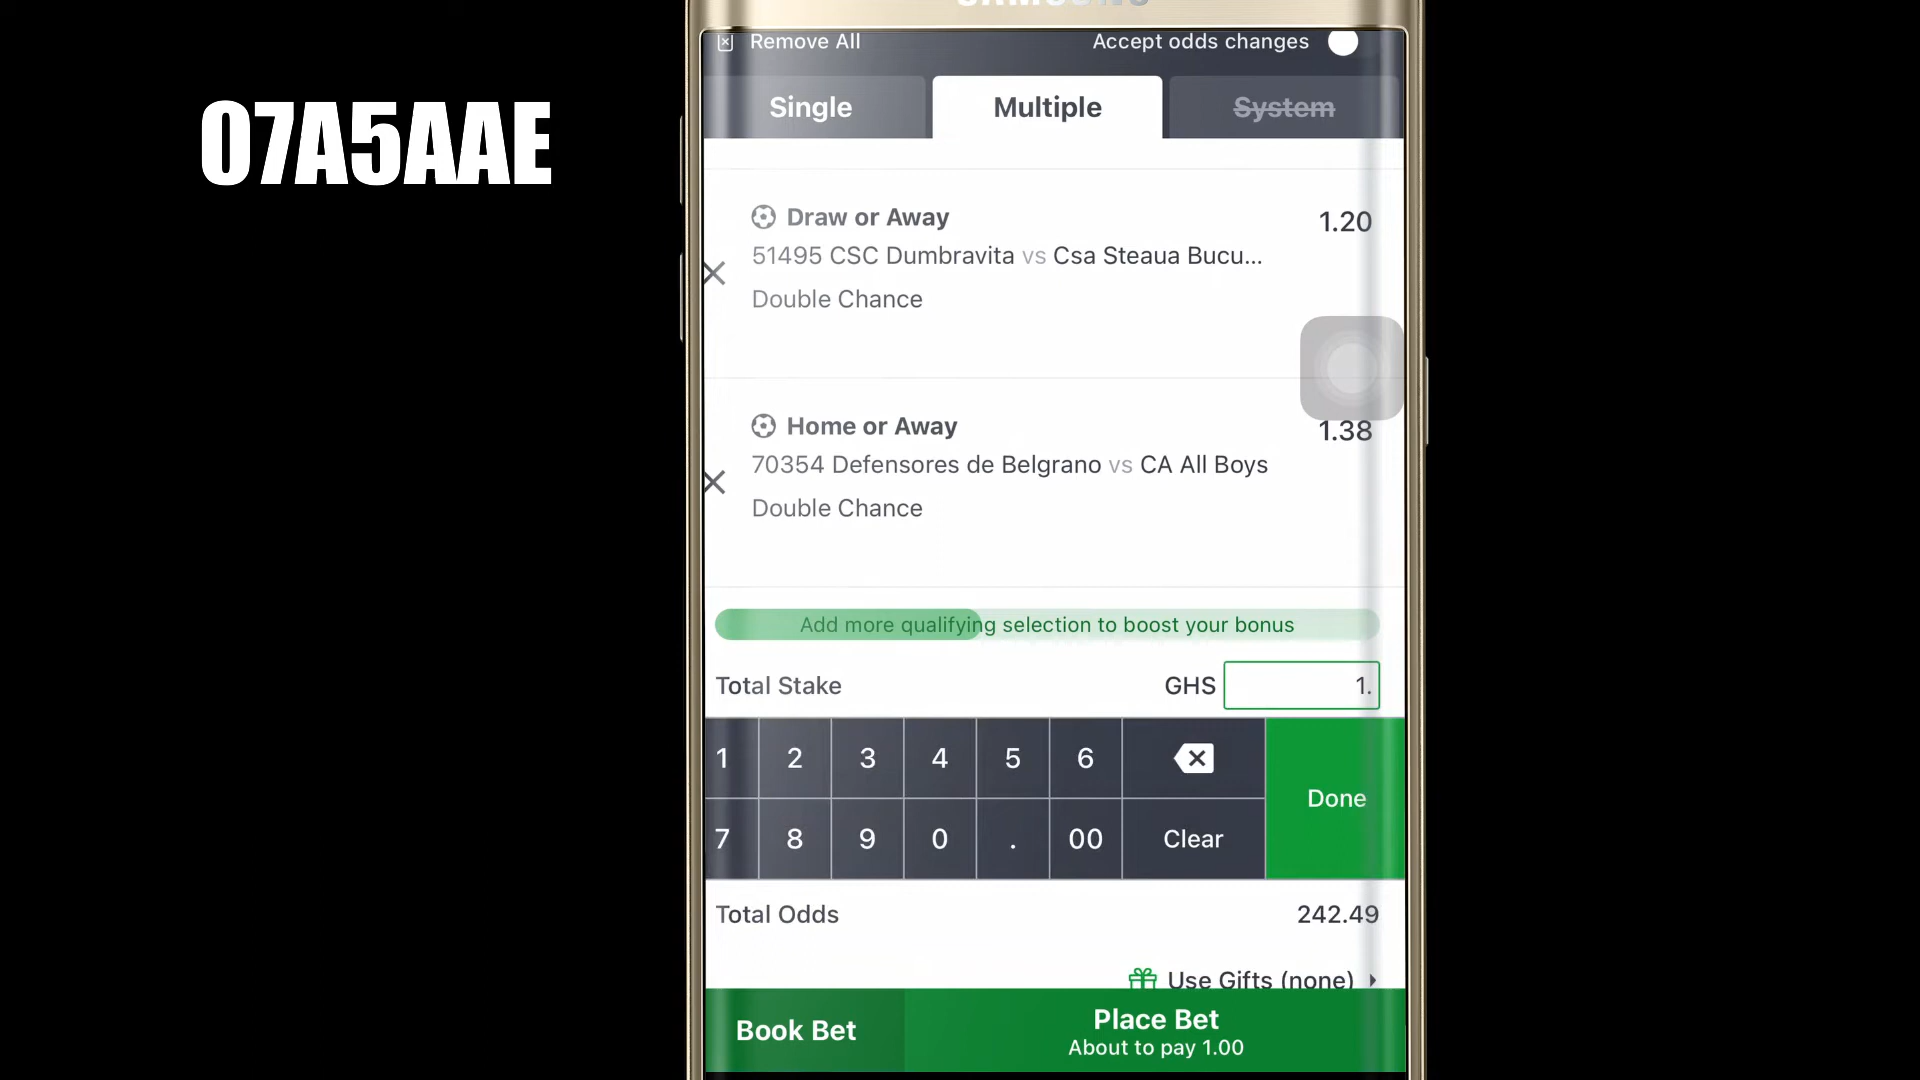 SAMSUNG
Remove All
Accept odds changes
07A5AAE
Single
Multiple
System
Draw or Away
1.20
51495 CSC Dumbravita vs Csa Steaua Bucu...
Double Chance
Home or Away
1.38
70354 Defensores de Belgrano vs CA All Boys
Double Chance
Add more qualifying selection to boost your bonus
Total Stake
GHS
1.
1 2 3 4 5 6
Done
7 8 9 0 . 00 Clear
Total Odds
242.49
Use Gifts (none)
Book Bet
Place Bet
About to pay 1.00